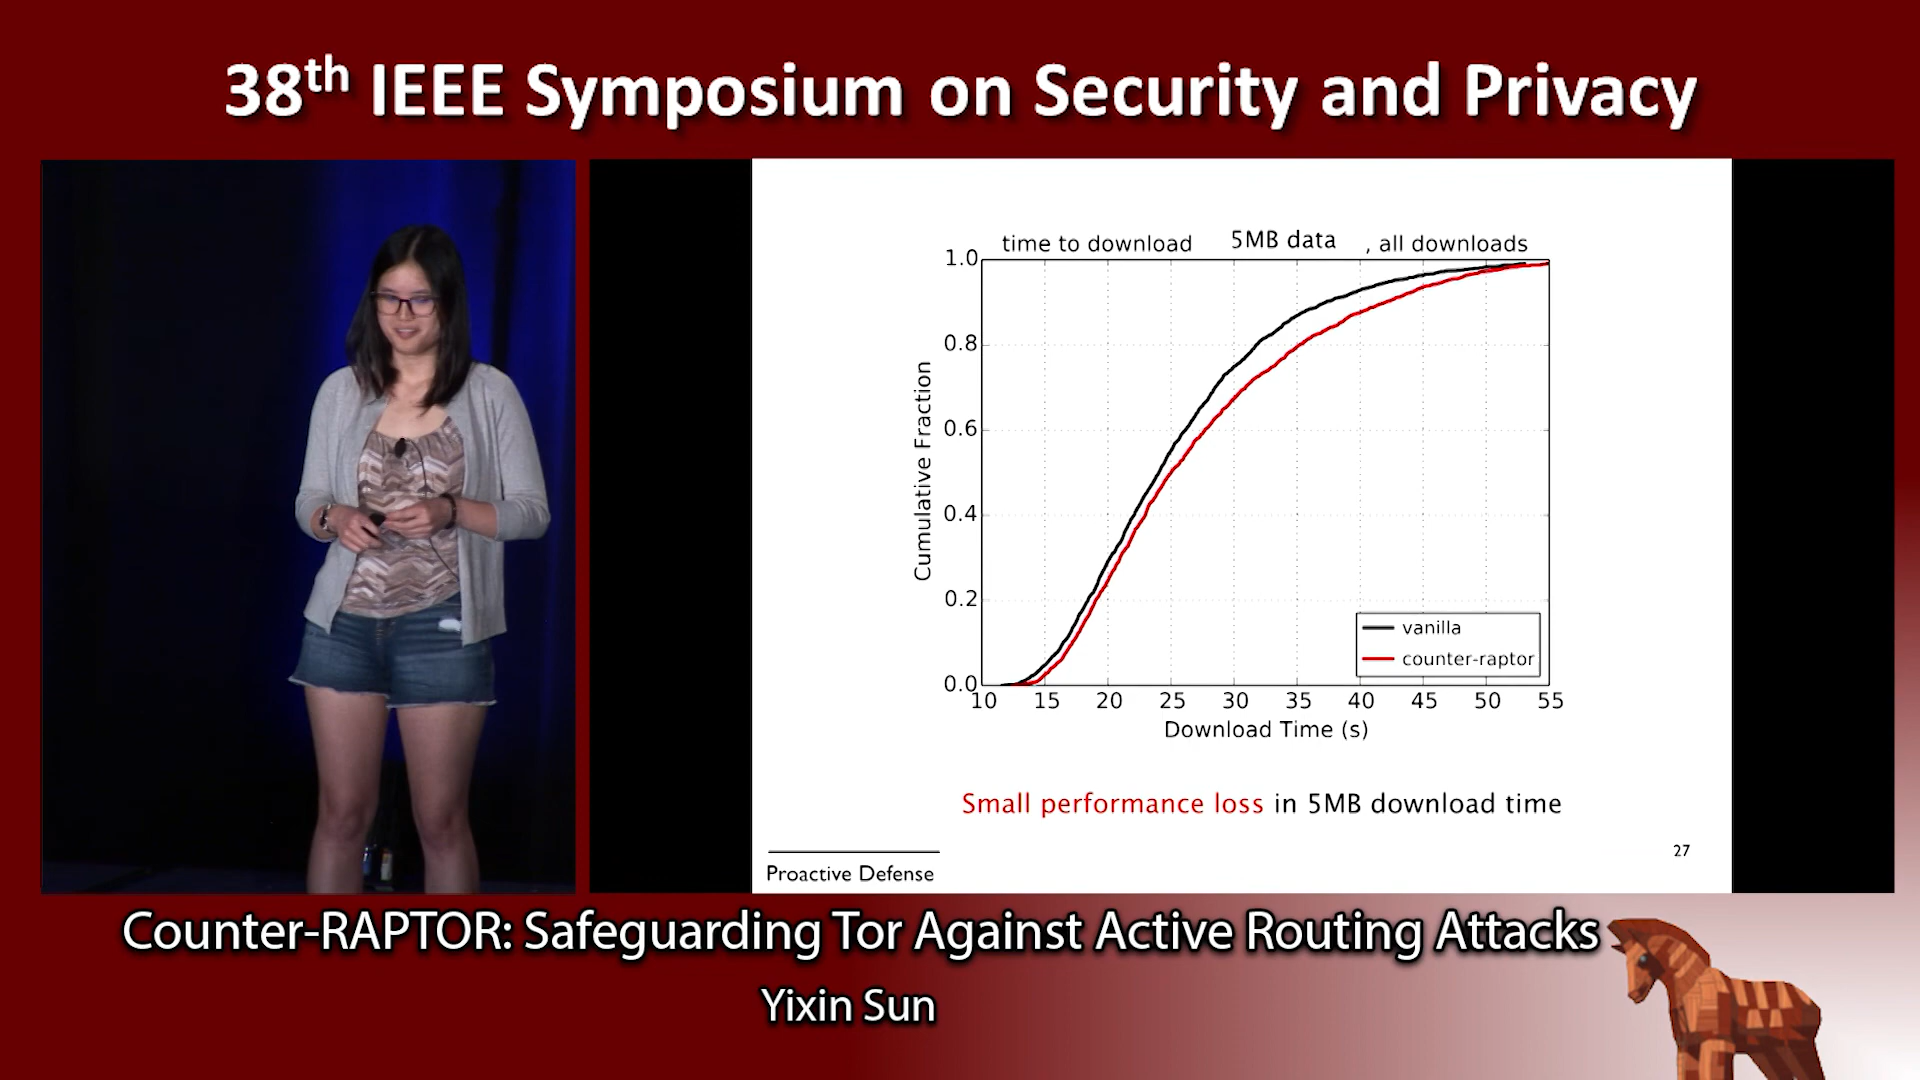 38th IEEE Symposium on Security and Privacy
time to download 5MB data , all downloads
1.0
0.8
0.6
0.4
0.2
0.0
Cumulative Fraction
10 15 20 25 30 35 40 45 50 55
Download Time (s)
vanilla
counter-raptor
Small performance loss in 5MB download time
27
Proactive Defense
Counter-RAPTOR: Safeguarding Tor Against Active Routing Attacks
Yixin Sun